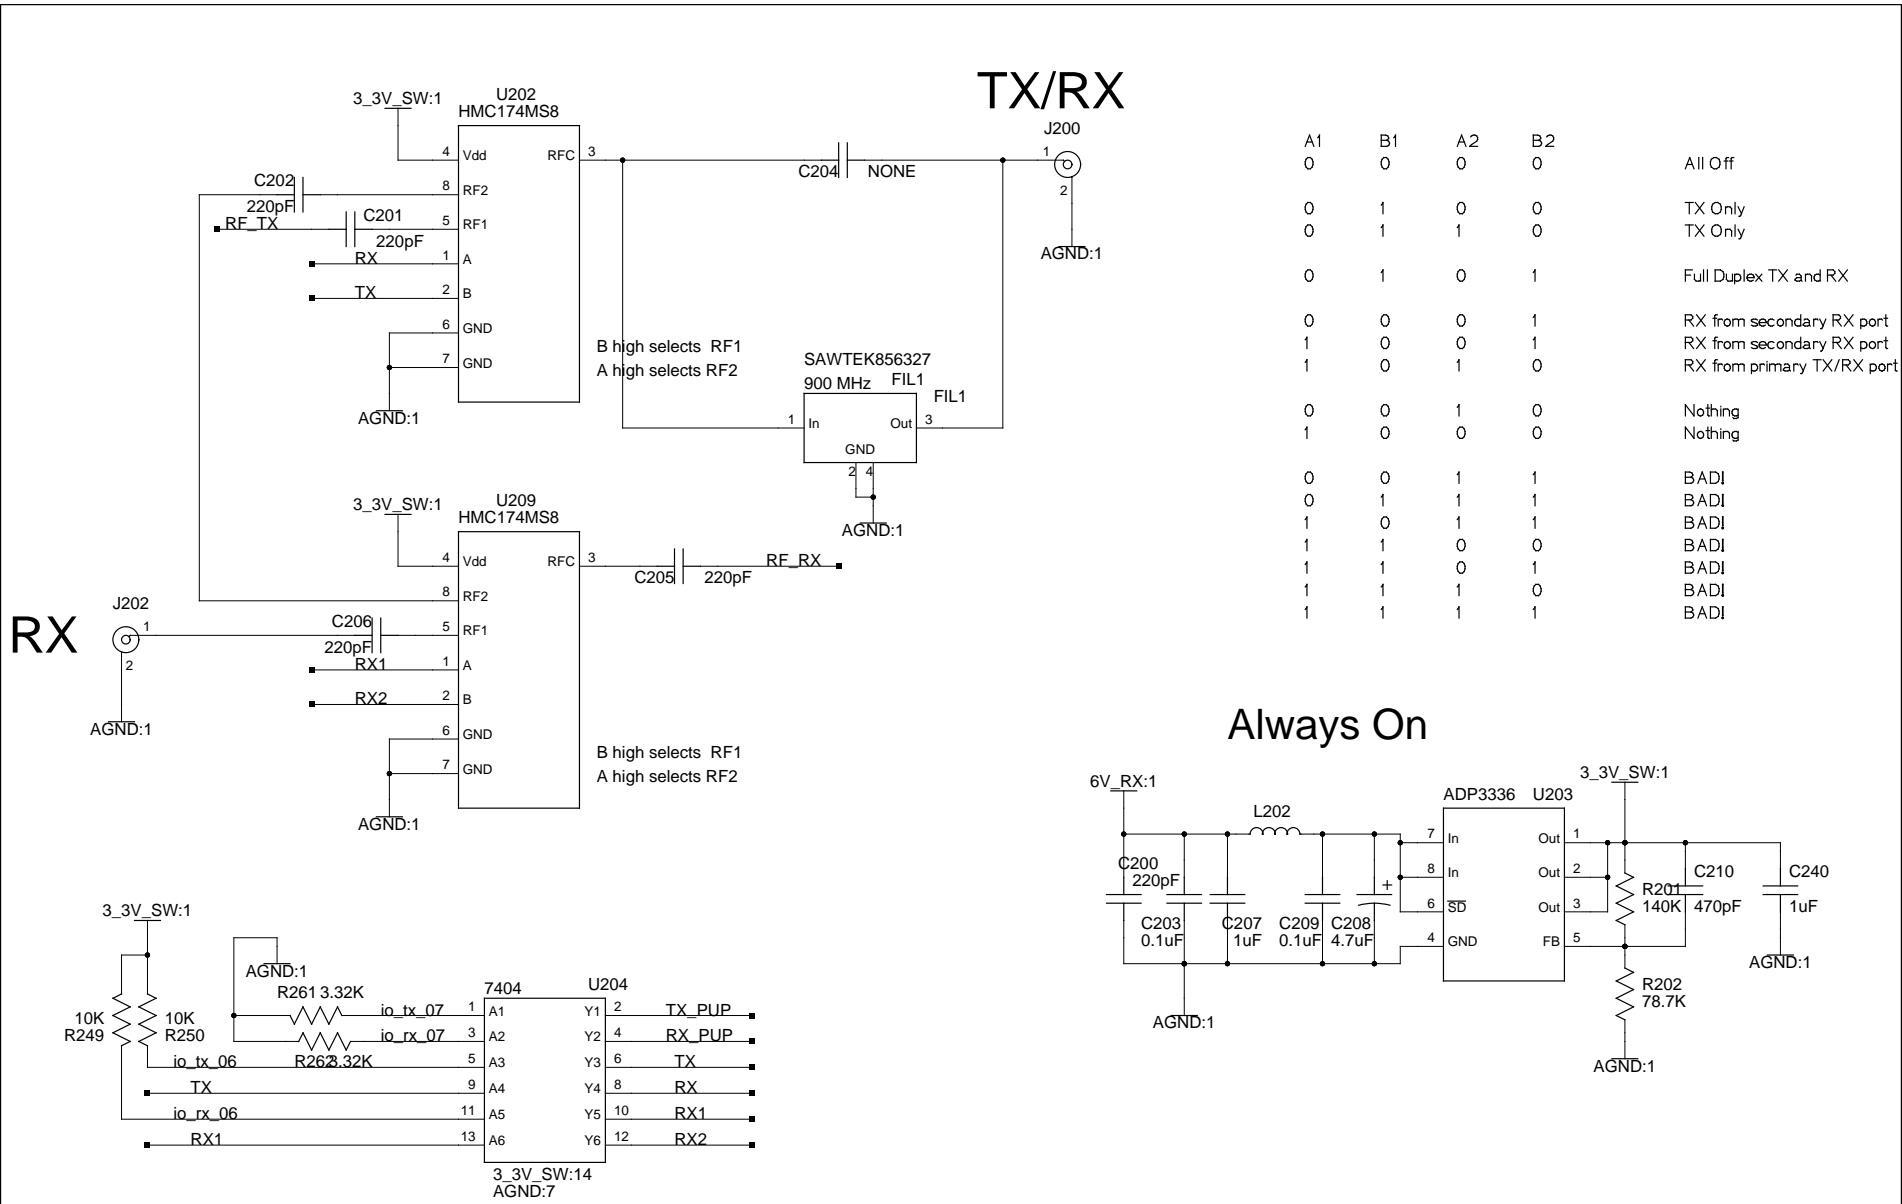 TX/RX
3_3V_SW:1
U202
HMC174MS8
4 Vdd
RFC 3
8 RF2
5 RF1
1 A
2 B
6 GND
7 GND
C202
220pF
RF_TX
C201
220pF
RX
TX
AGND:1
B high selects RF1
A high selects RF2
C204 NONE
J200
1
2
AGND:1
SAWTEK856327
900 MHz FIL1
FIL1
1 In
Out 3
GND
2 4
AGND:1
A1 B1 A2 B2
0 0 0 0 All Off
0 1 0 0 TX Only
0 1 1 0 TX Only
0 1 0 1 Full Duplex TX and RX
0 0 0 1 RX from secondary RX port
1 0 0 1 RX from secondary RX port
1 0 1 0 RX from primary TX/RX port
0 0 1 0 Nothing
1 0 0 0 Nothing
0 0 1 1 BAD!
0 1 1 1 BAD!
1 0 1 1 BAD!
1 1 0 0 BAD!
1 1 0 1 BAD!
1 1 1 0 BAD!
1 1 1 1 BAD!
3_3V_SW:1
U209
HMC174MS8
4 Vdd
RFC 3
8 RF2
5 RF1
1 A
2 B
6 GND
7 GND
C205 220pF
RF_RX
RX
J202
1
2
AGND:1
C206
220pF
RX1
RX2
AGND:1
B high selects RF1
A high selects RF2
Always On
6V_RX:1
L202
C200
220pF
C203
0.1uF
C207
1uF
C209
0.1uF
C208
4.7uF
+
AGND:1
ADP3336 U203
7 In
8 In
6 SD
4 GND
Out 1
Out 2
Out 3
FB 5
3_3V_SW:1
R201
140K
C210
470pF
C240
1uF
AGND:1
R202
78.7K
AGND:1
3_3V_SW:1
10K
R249
10K
R250
AGND:1
R261 3.32K
R262 3.32K
io_tx_07
io_rx_07
io_tx_06
TX
io_rx_06
RX1
7404
U204
1 A1 Y1 2 TX_PUP
3 A2 Y2 4 RX_PUP
5 A3 Y3 6 TX
9 A4 Y4 8 RX
11 A5 Y5 10 RX1
13 A6 Y6 12 RX2
3_3V_SW:14
AGND:7